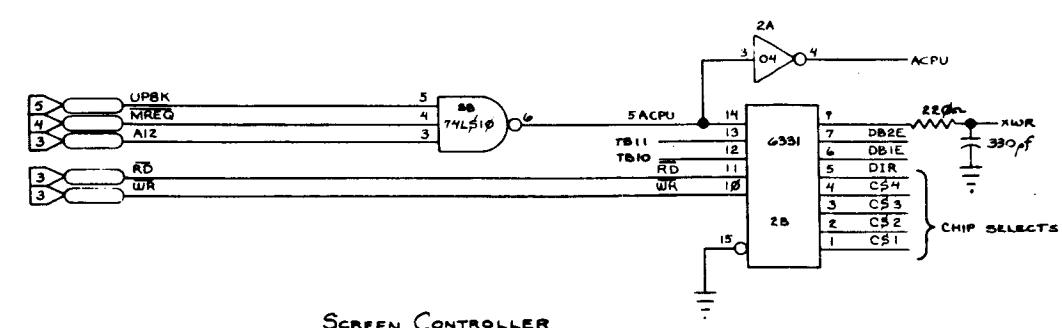 2A
3 04 4 ACPU
5 UPBK 5
4 MREQ 4
3 A12 3
8B
74LS10
6
5 ACPU 14
TB11 13
TB10 12
3 RD RD 11
3 WR WR 10
15
6331
2B
9 220Ω XWR
330pf
7 DB2E
6 DB1E
5 DIR
4 CS4
3 CS3
2 CS2
1 CS1
CHIP SELECTS
SCREEN CONTROLLER